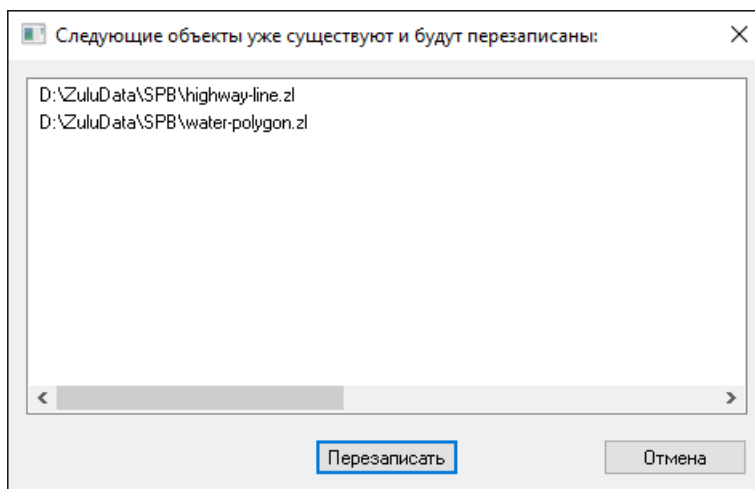 Следующие объекты уже существуют и будут перезаписаны:
D:\ZuluData\SPB\highway-line.zl
D:\ZuluData\SPB\water-polygon.zl
Перезаписать
Отмена